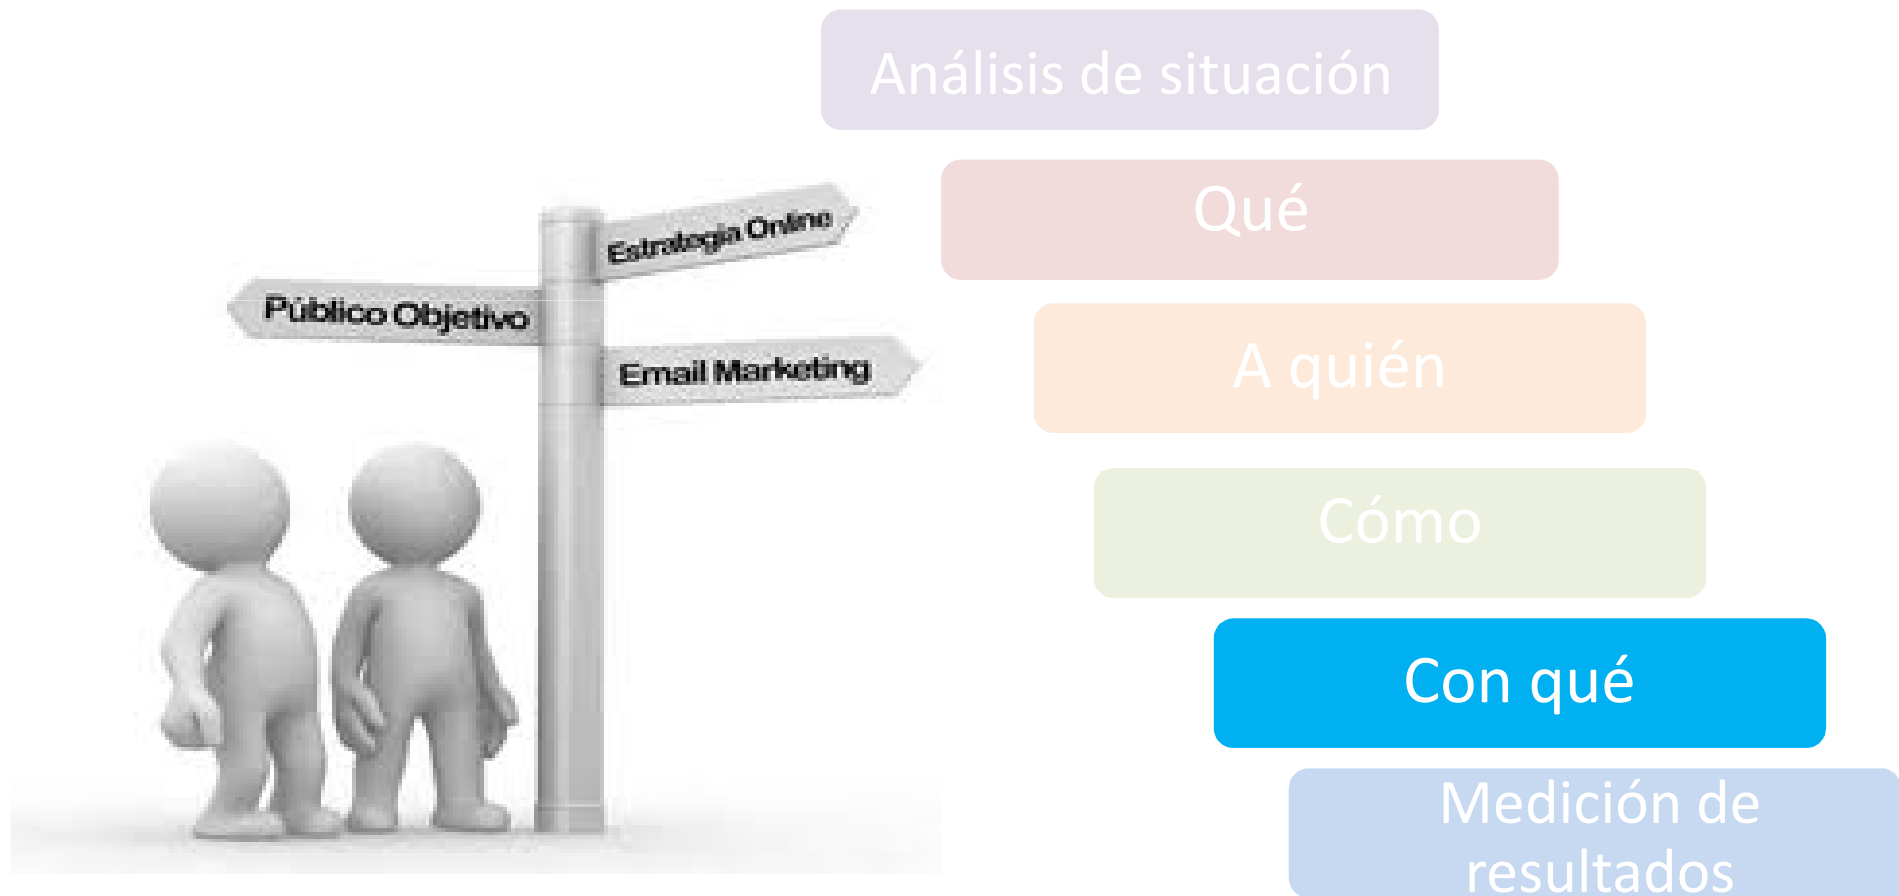 Análisis de situación
Qué
A quién
Cómo
Con qué
Medición de
resultados
Estrategia Online
Público Objetivo
Email Marketing